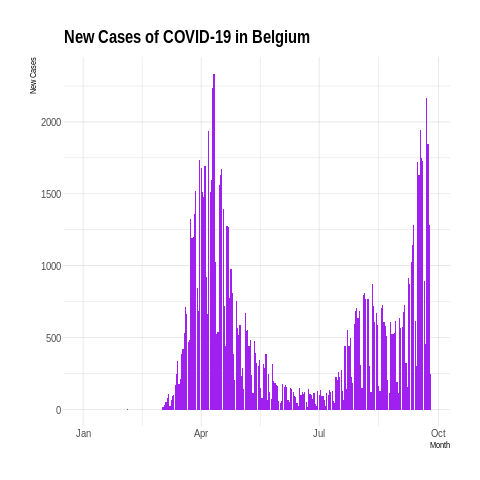 New Cases of COVID-19 in Belgium
New Cases
2000
1500
1000
500
0
Jan Apr Jul Oct
Month